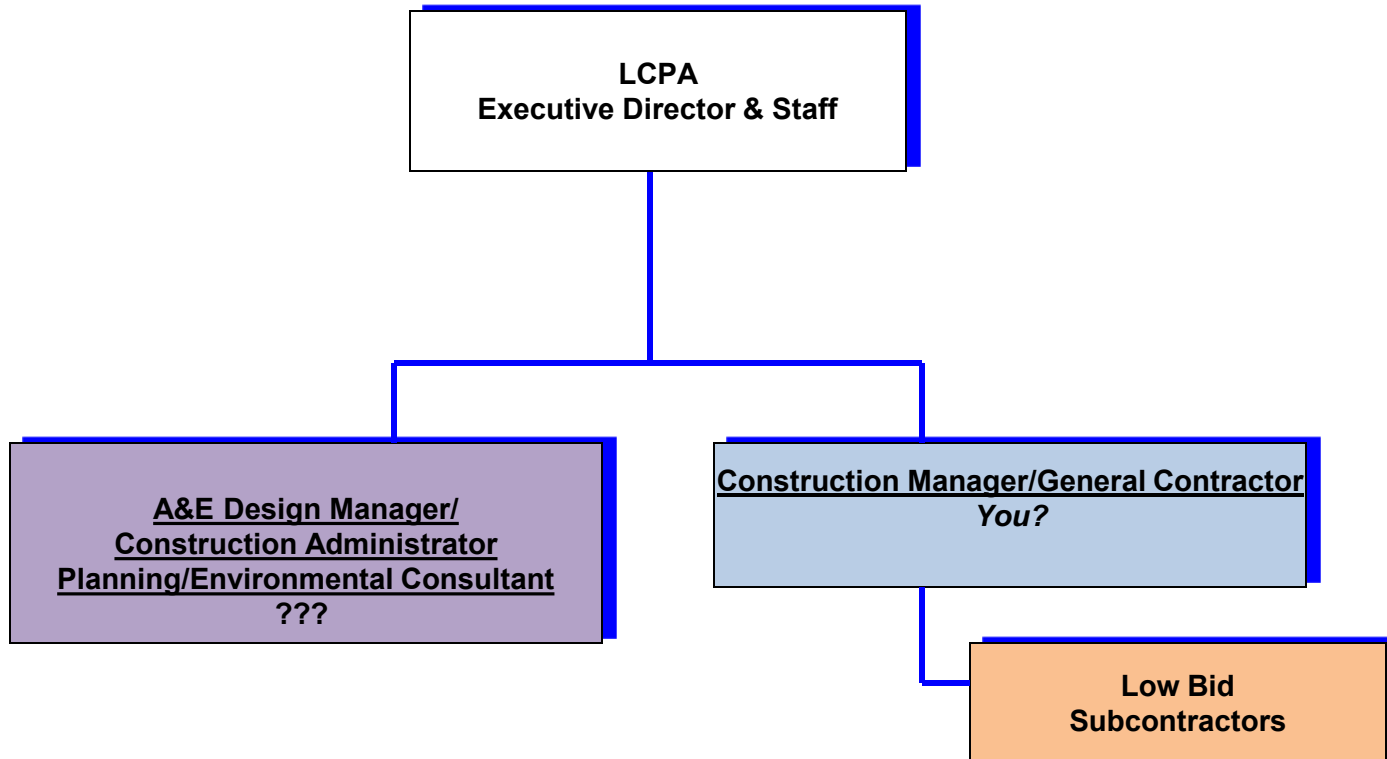 LCPA
Executive Director & Staff
A&E Design Manager/
Construction Administrator
Planning/Environmental Consultant
???
Construction Manager/General Contractor
You?
Low Bid
Subcontractors